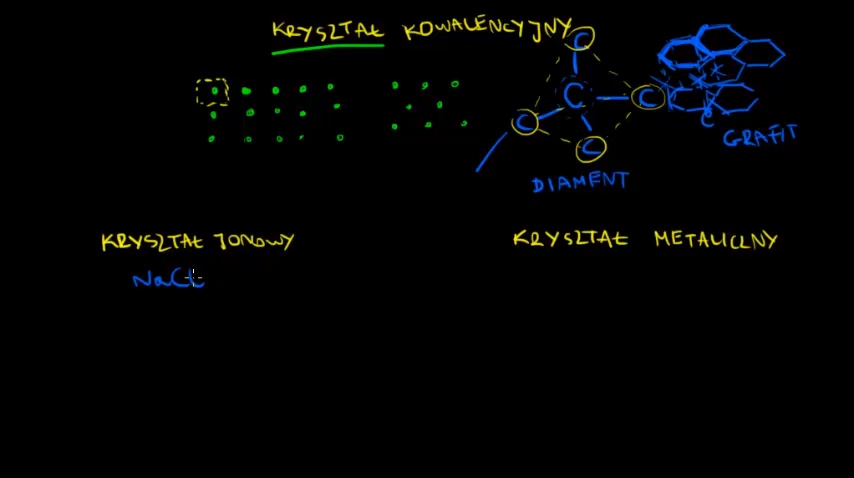 KRYSZTAŁ KOWALENCYJNY
C
C
C
C
C
C
GRAFIT
DIAMENT
KRYSZTAŁ JONOWY
KRYSZTAŁ METALICZNY
NaCl